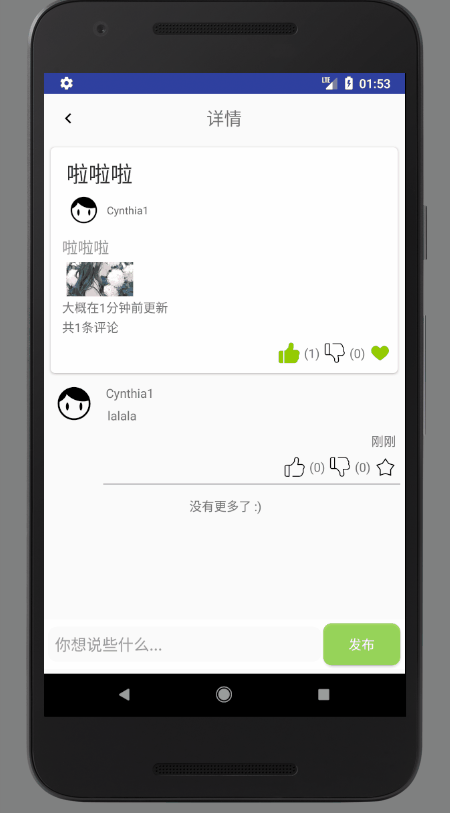 LTE 01:53
详情
啦啦啦
Cynthia1
啦啦啦
大概在1分钟前更新
共1条评论
(1) (0)
Cynthia1
lalala
刚刚
(0) (0)
没有更多了 :)
你想说些什么... 发布